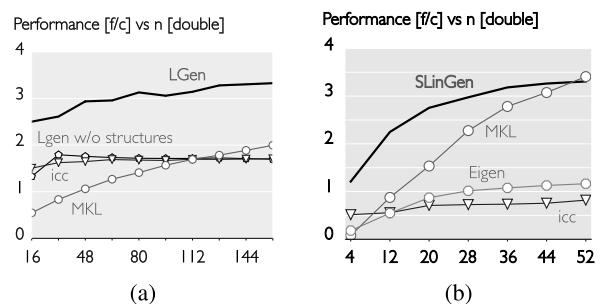 Performance [f/c] vs n [double]
4
3
2
1
0
LGen
Lgen w/o structures
icc
MKL
16 48 80 112 144
(a)
Performance [f/c] vs n [double]
4
3
2
1
0
SLinGen
MKL
Eigen
icc
4 12 20 28 36 44 52
(b)